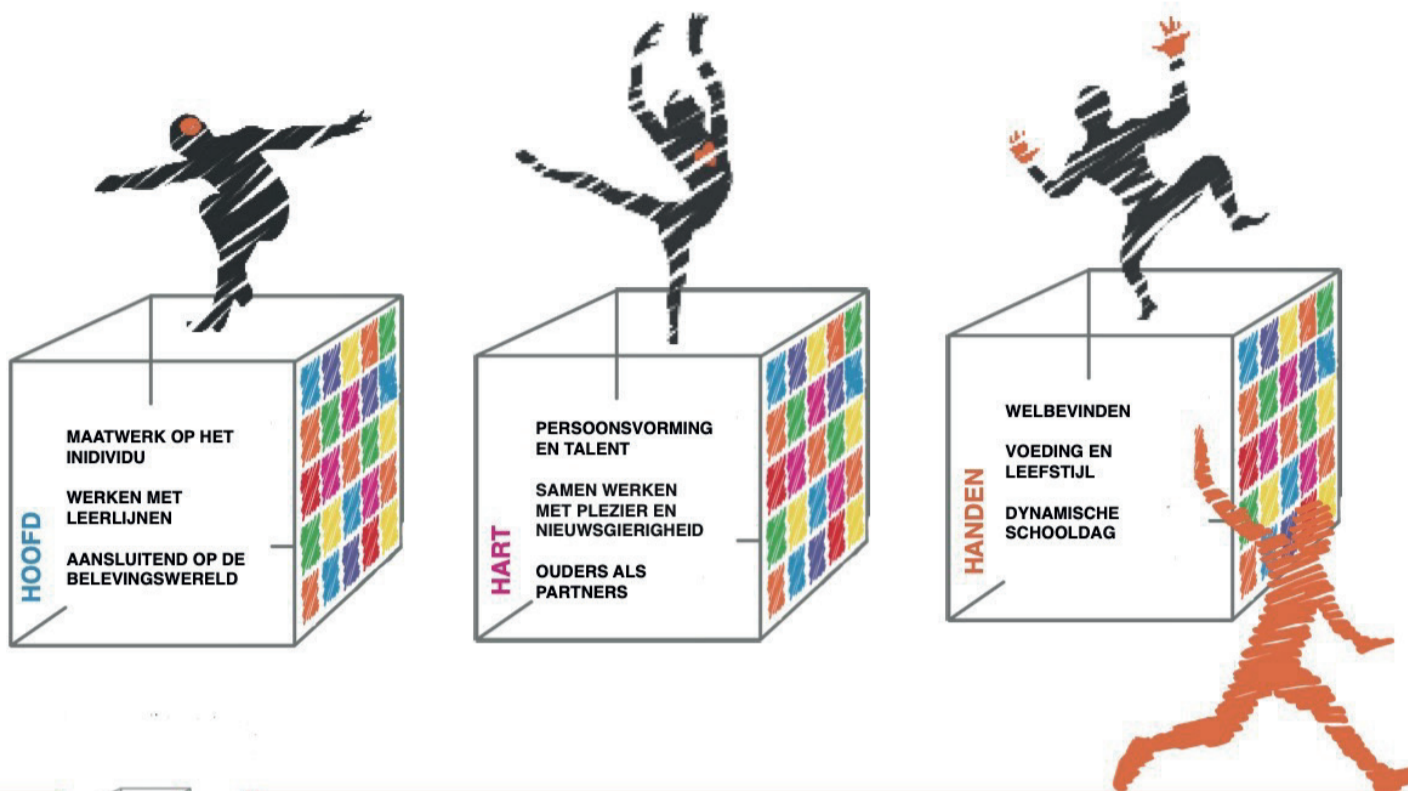 HOOFD
MAATWERK OP HET
INIDIVIDU
WERKEN MET
LEERLIJNEN
AANSLUITEND OP DE
BELEVINGSWERELD
HART
PERSOONSVORMING
EN TALENT
SAMEN WERKEN
MET PLEZIER EN
NIEUWSGIERIGHEID
OUDERS ALS
PARTNERS
HANDEN
WELBEVINDEN
VOEDING EN
LEEFSTIJL
DYNAMISCHE
SCHOOLDAG